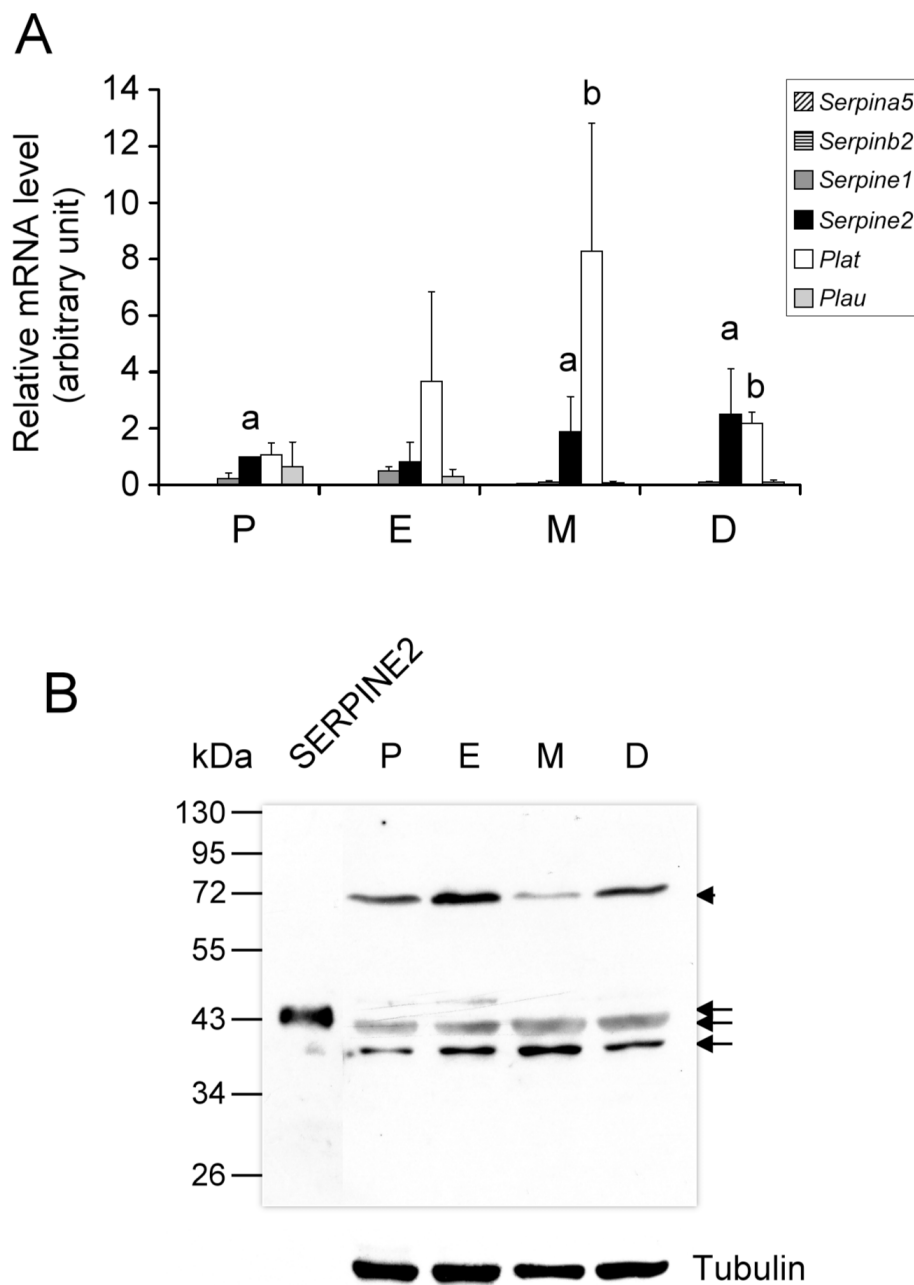 A
Relative mRNA level
(arbitrary unit)
14
12
10
8
6
4
2
0
a
b
a
a
b
P E M D
Serpina5
Serpinb2
Serpine1
Serpine2
Plat
Plau
B
kDa SERPINE2 P E M D
130
95
72
55
43
34
26
Tubulin